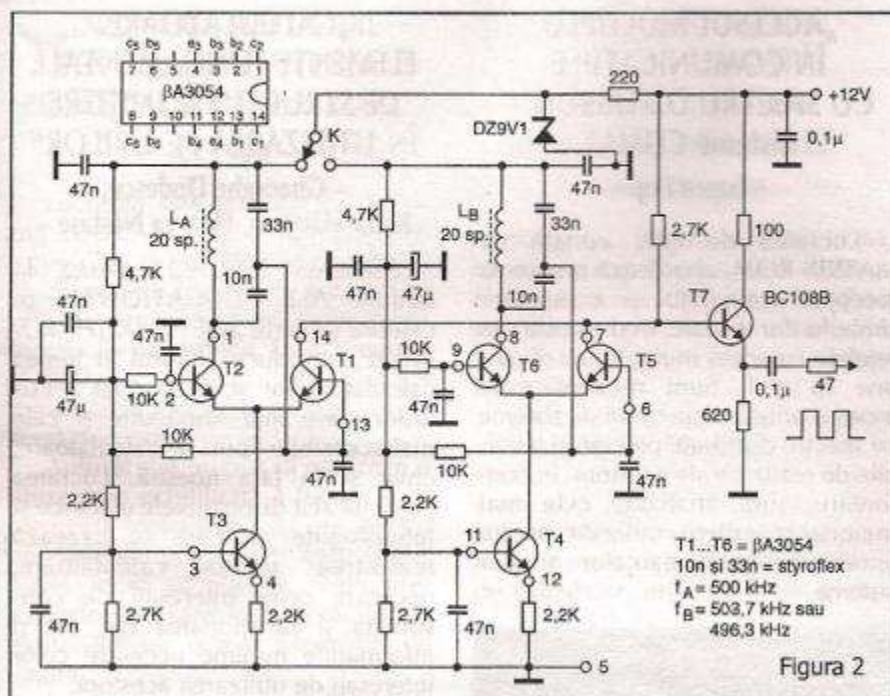 c5 b5 e3 b3 b2 c2
7 6 5 4 3 2 1
βA3054
8 9 10 11 12 13 14
c6 b6 b4 e4 b1 c1
K
DZ9V1
220
+12V
0,1µ
47n
LA
20 sp.
33n
4,7K
10n
47n
47n
47n
4,7K
47n
47µ
LB
20 sp.
33n
10n
47n
2,7K
100
T7
BC108B
47µ
10K
2
1
T2
14
T1
13
47n
10K
10K
9
47n
8
T6
7
T5
6
47n
10K
620
0,1µ
47
2,2K
T3
3
4
47n
2,7K
2,2K
2,2K
T4
11
12
2,7K
47n
2,2K
5
T1...T6 = βA3054
10n si 33n = styroflex
fA = 500 kHz
fB = 503,7 kHz sau
496,3 kHz
Figura 2